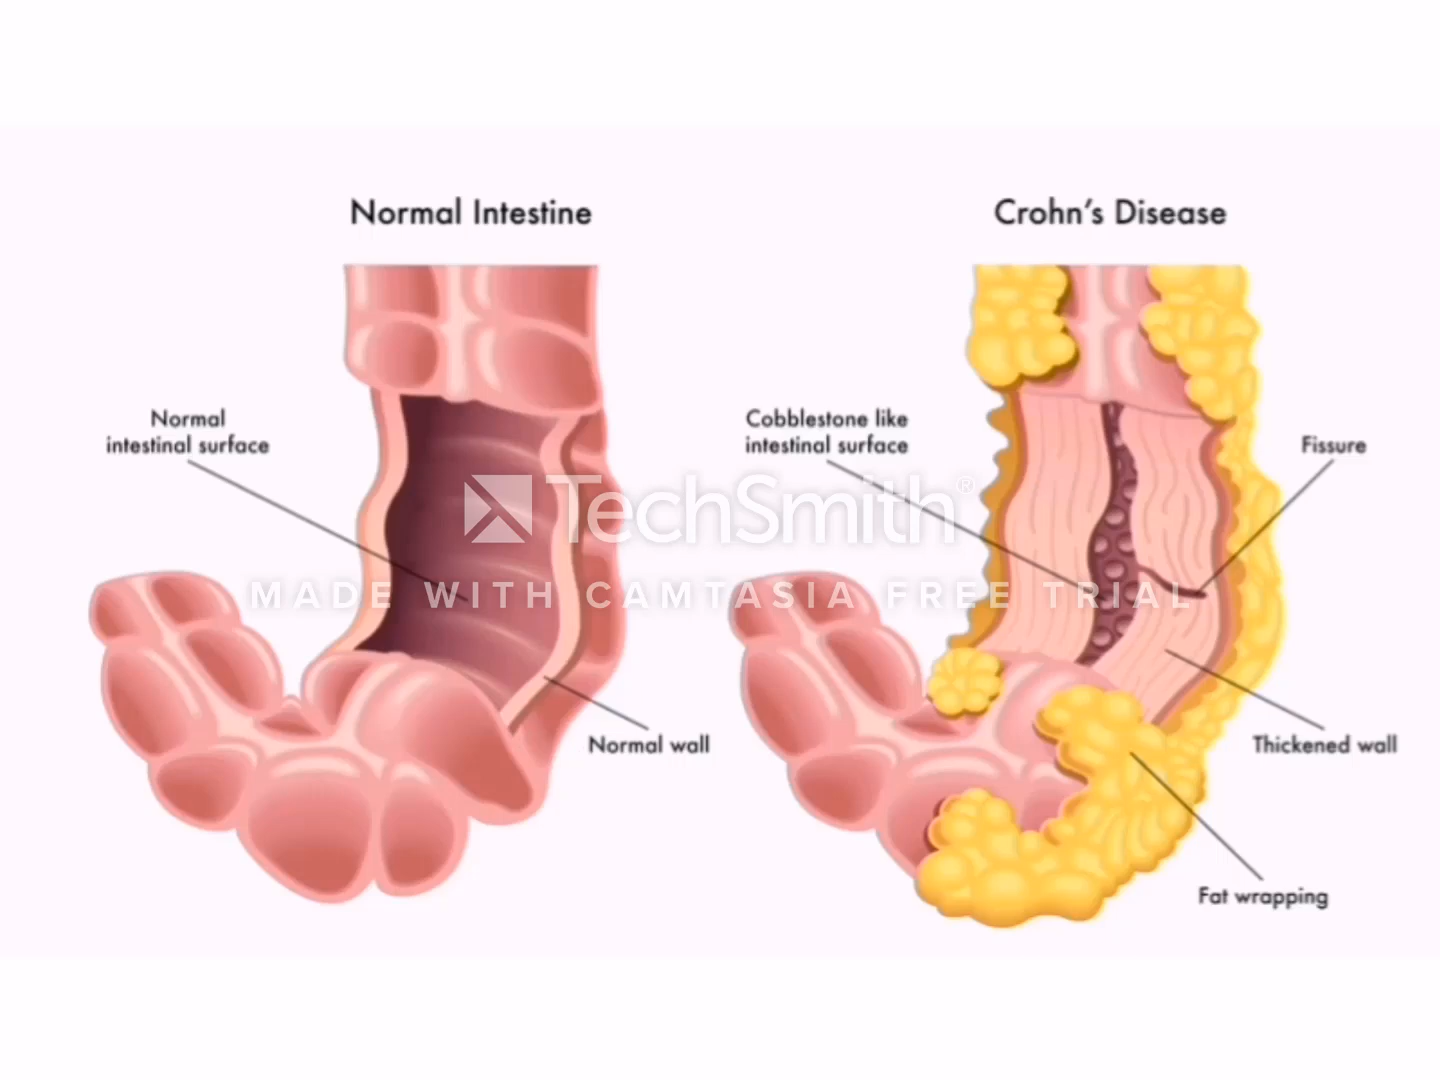 Normal Intestine
Crohn's Disease
Normal
intestinal surface
Cobblestone like
intestinal surface
Fissure
TechSmith®
MADE WITH CAMTASIA FREE TRIAL
Normal wall
Thickened wall
Fat wrapping